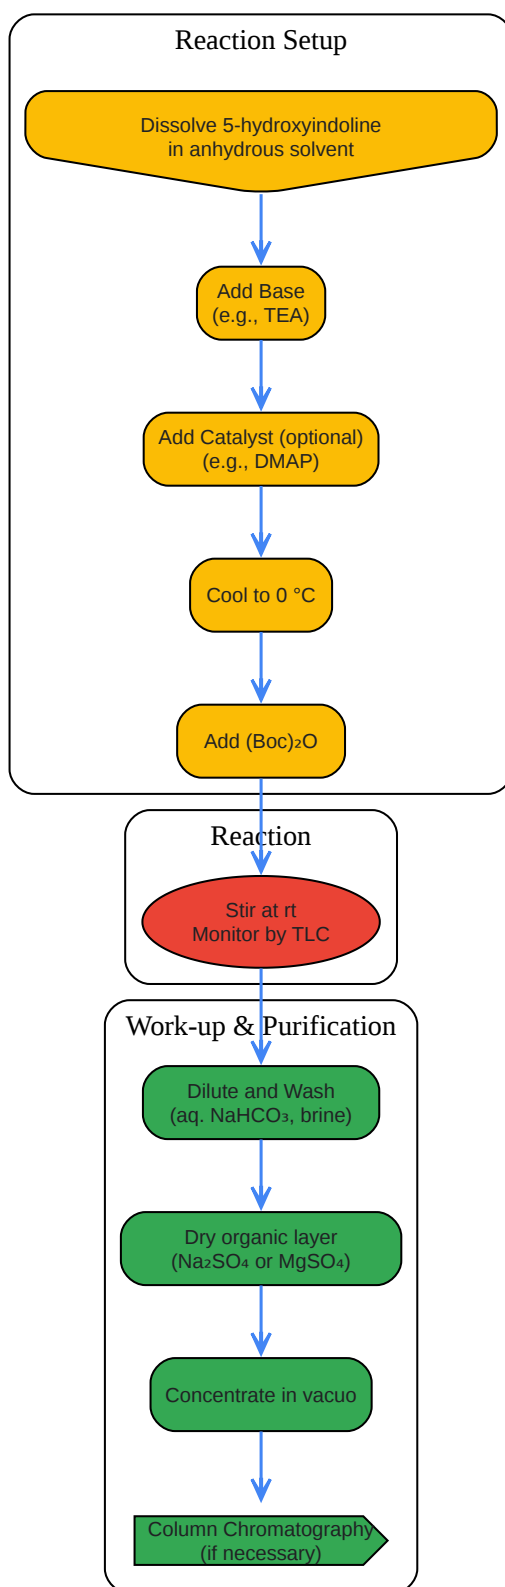 Reaction Setup
Dissolve 5-hydroxyindoline
in anhydrous solvent
Add Base
(e.g., TEA)
Add Catalyst (optional)
(e.g., DMAP)
Cool to 0 °C
Add (Boc)₂O
Reaction
Stir at rt
Monitor by TLC
Work-up & Purification
Dilute and Wash
(aq. NaHCO₃, brine)
Dry organic layer
(Na₂SO₄ or MgSO₄)
Concentrate in vacuo
Column Chromatography
(if necessary)